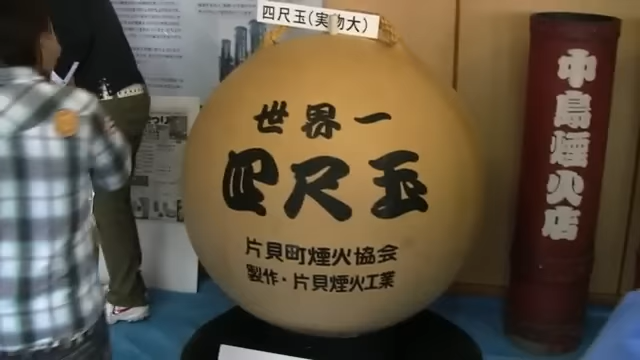 四尺玉(実物大)
世界一
四尺玉
片貝町煙火協会
製作・片貝煙火工業
中島煙火店